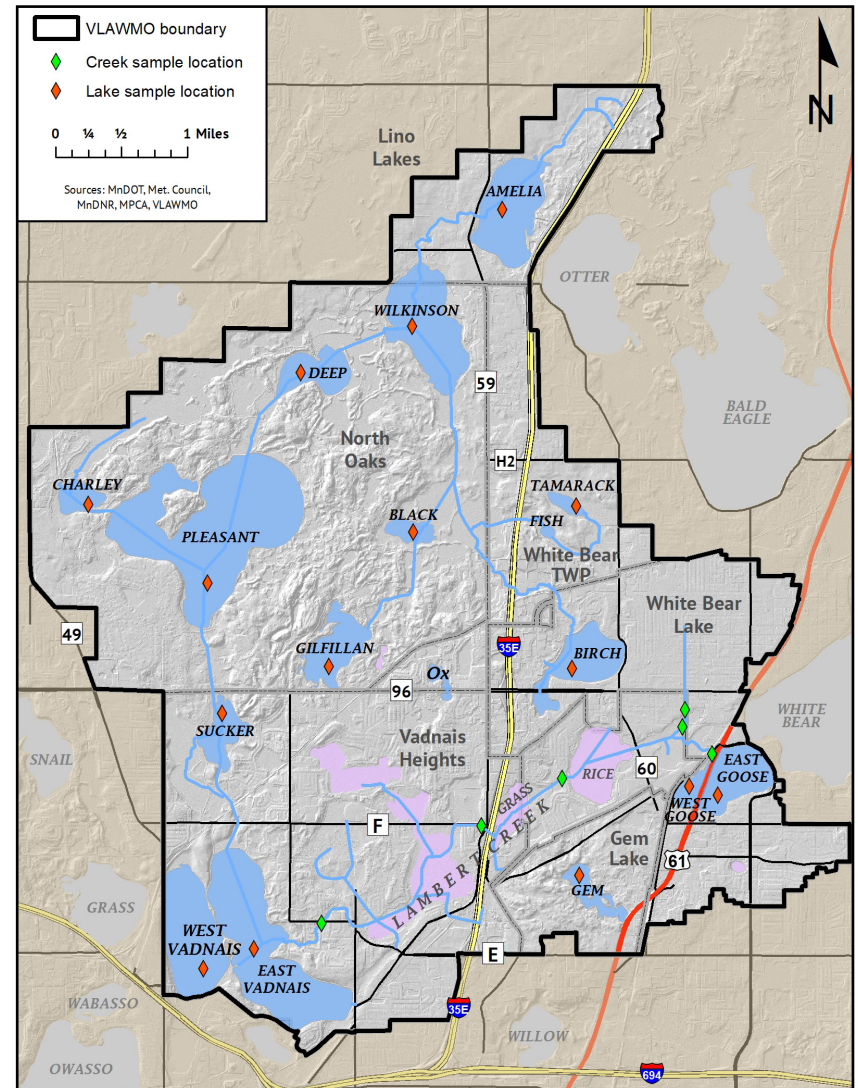 VLAWMO boundary
Creek sample location
Lake sample location
0 ¼ ½ 1 Miles
Sources: MnDOT, Met. Council,
MnDNR, MPCA, VLAWMO
N
Lino
Lakes
AMELIA
OTTER
WILKINSON
DEEP
59
BALD
EAGLE
North
Oaks
H2
CHARLEY
TAMARACK
BLACK
FISH
PLEASANT
White Bear
TWP
White Bear
Lake
49
35E
GILFILLAN
BIRCH
Ox
96
WHITE
BEAR
SUCKER
Vadnais
Heights
SNAIL
EAST
GOOSE
RICE
60
WEST
GOOSE
GRASS
F
LAMBERT CREEK
Gem
Lake
61
GEM
GRASS
WEST
VADNAIS
E
EAST
VADNAIS
WABASSO
35E
WILLOW
OWASSO
694